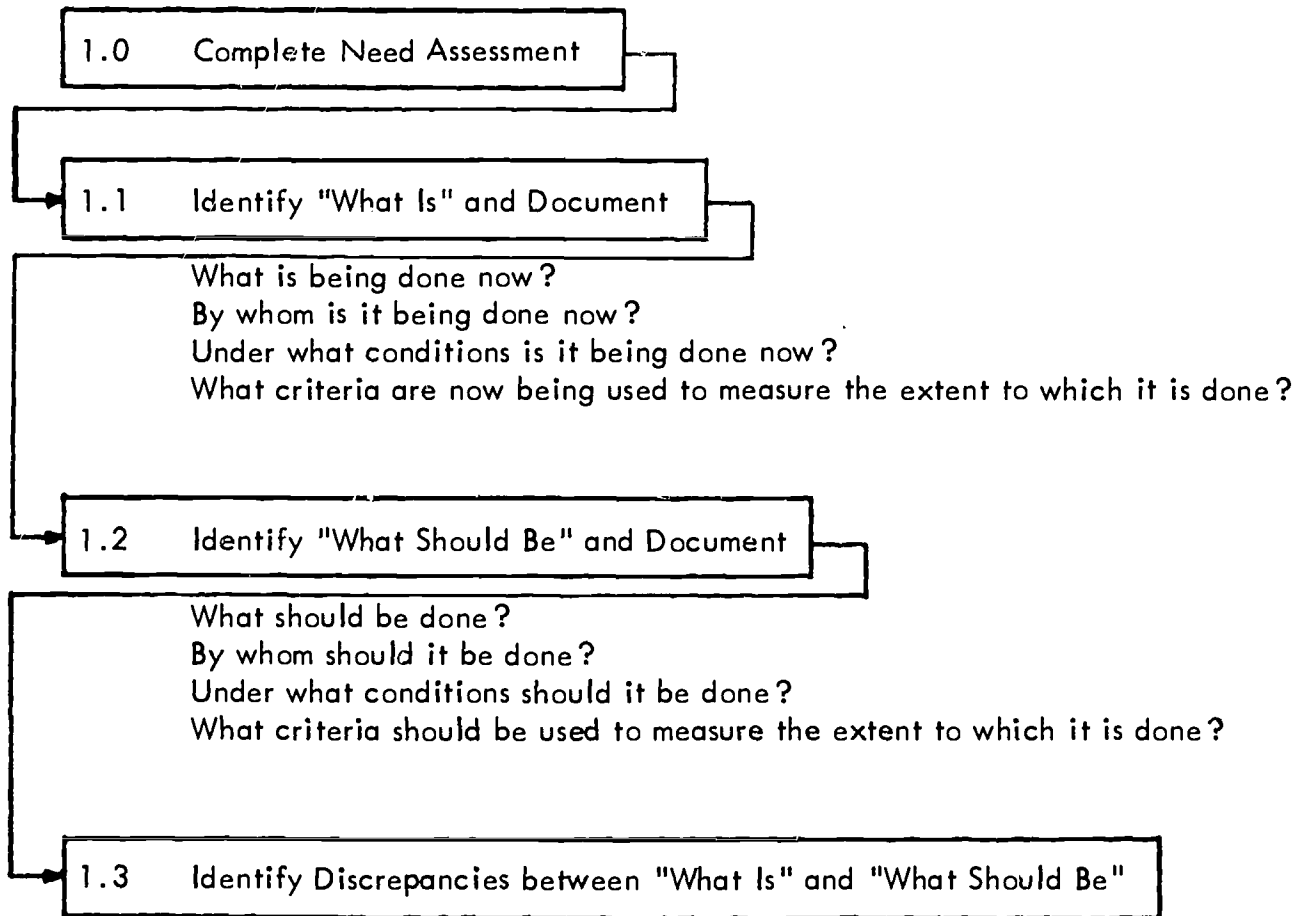 1.0 Complete Need Assessment
1.1 Identify "What Is" and Document
What is being done now?
By whom is it being done now?
Under what conditions is it being done now?
What criteria are now being used to measure the extent to which it is done?
1.2 Identify "What Should Be" and Document
What should be done?
By whom should it be done?
Under what conditions should it be done?
What criteria should be used to measure the extent to which it is done?
1.3 Identify Discrepancies between "What Is" and "What Should Be"